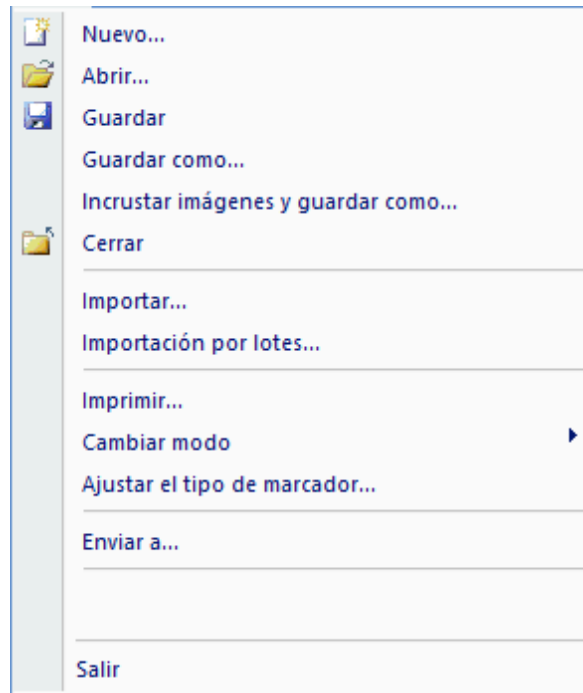 Nuevo...
Abrir...
Guardar
Guardar como...
Incrustar imágenes y guardar como...
Cerrar
Importar...
Importación por lotes...
Imprimir...
Cambiar modo
Ajustar el tipo de marcador...
Enviar a...
Salir